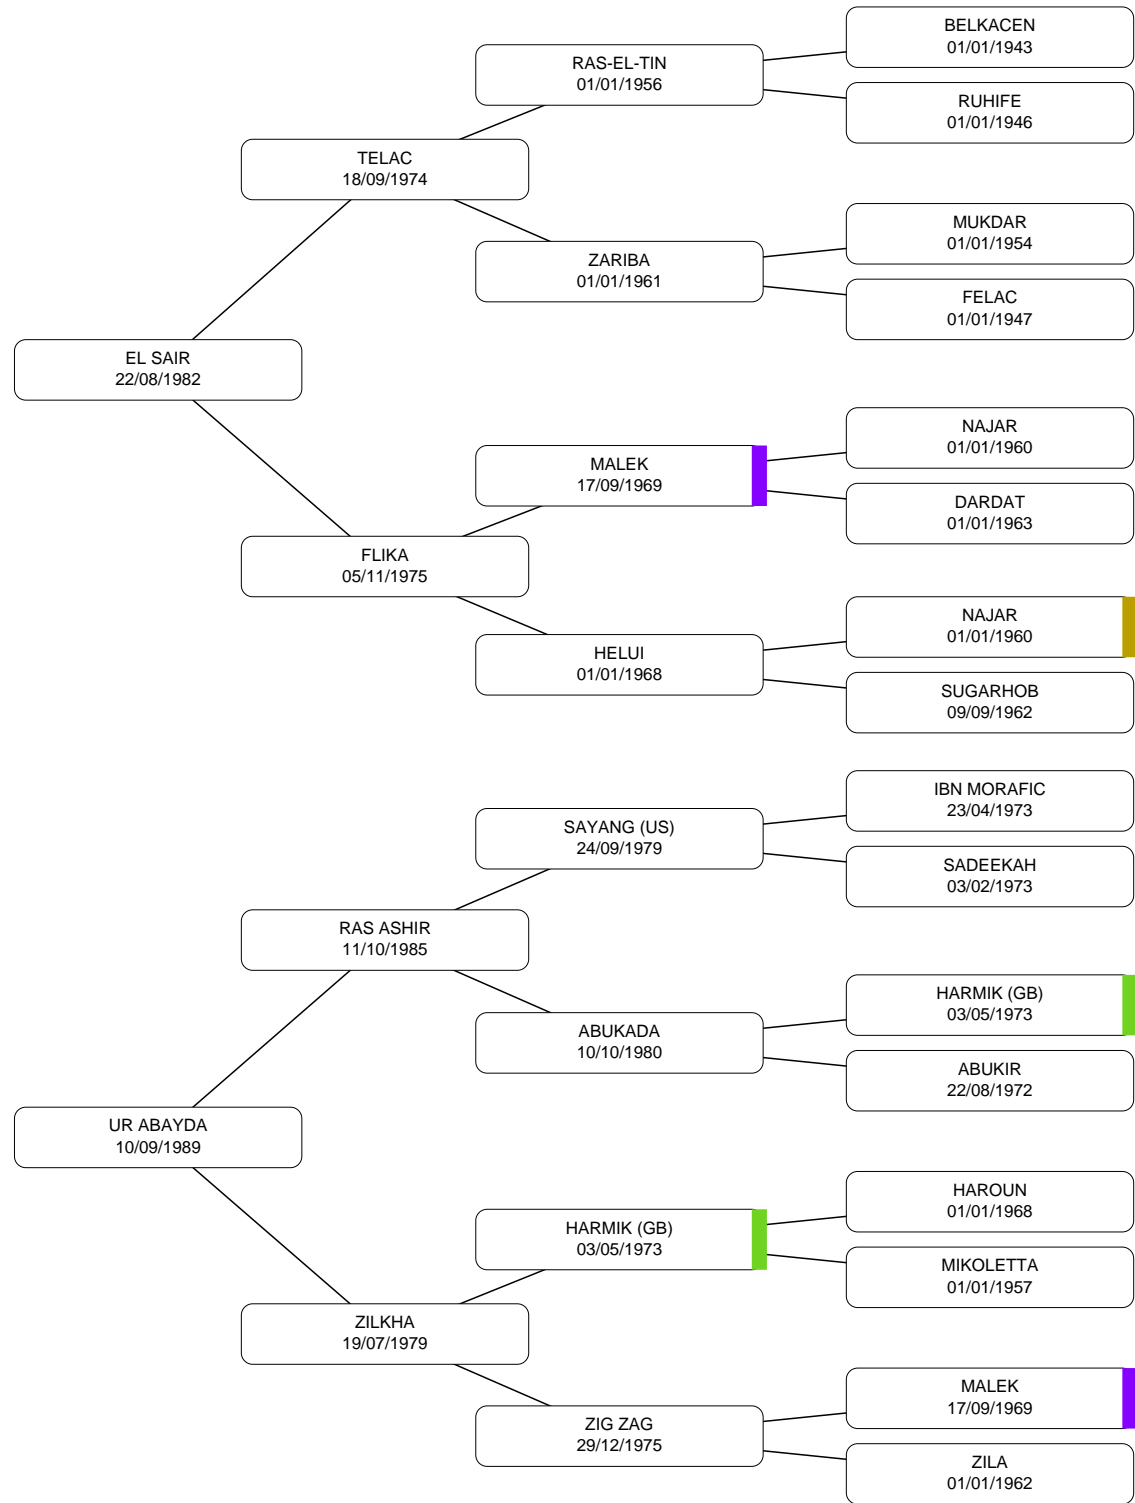 BELKACEN
01/01/1943
RAS-EL-TIN
01/01/1956
RUHIFE
01/01/1946
TELAC
18/09/1974
MUKDAR
01/01/1954
ZARIBA
01/01/1961
FELAC
01/01/1947
EL SAIR
22/08/1982
NAJAR
01/01/1960
MALEK
17/09/1969
DARDAT
01/01/1963
FLIKA
05/11/1975
NAJAR
01/01/1960
HELUI
01/01/1968
SUGARHOB
09/09/1962
IBN MORAFIC
23/04/1973
SAYANG (US)
24/09/1979
SADEEKAH
03/02/1973
RAS ASHIR
11/10/1985
HARMIK (GB)
03/05/1973
ABUKADA
10/10/1980
ABUKIR
22/08/1972
UR ABAYDA
10/09/1989
HAROUN
01/01/1968
HARMIK (GB)
03/05/1973
MIKOLETTA
01/01/1957
ZILKHA
19/07/1979
MALEK
17/09/1969
ZIG ZAG
29/12/1975
ZILA
01/01/1962